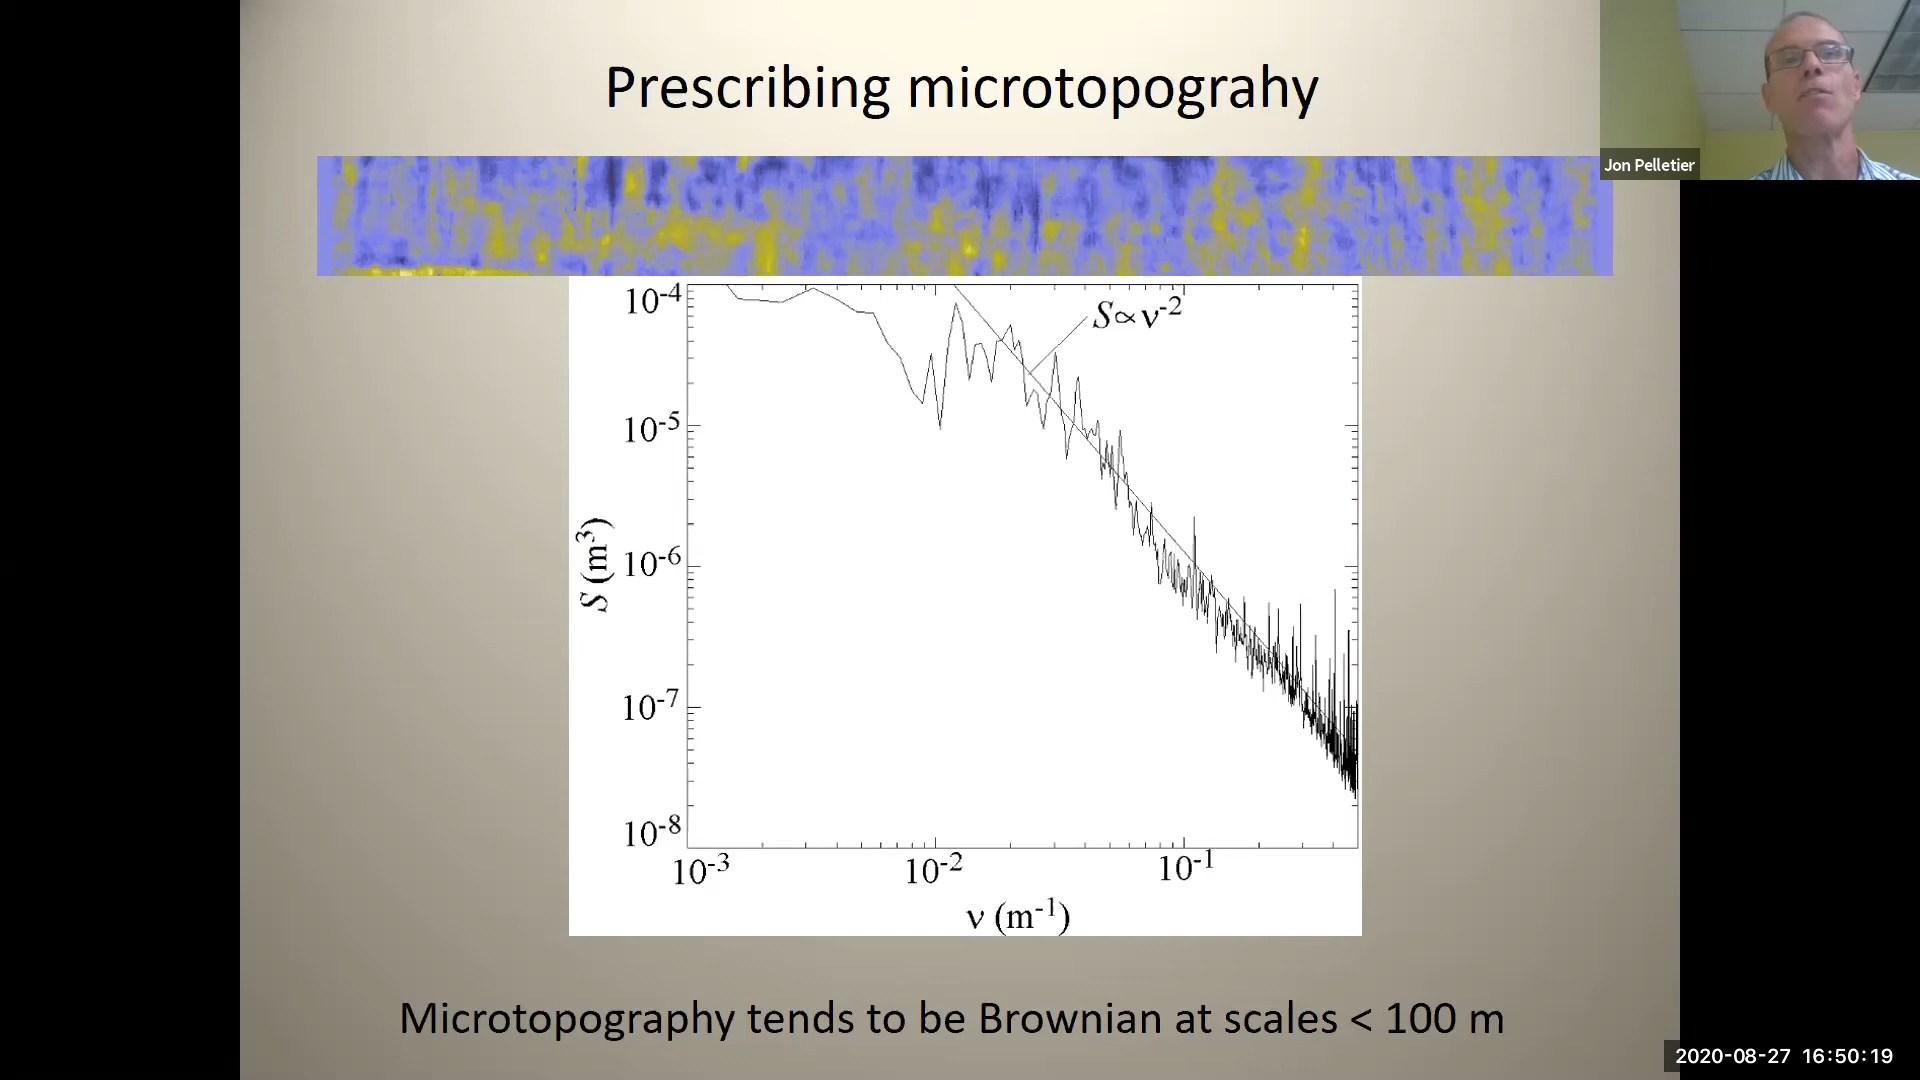 Prescribing microtopograhy
Jon Pelletier
10-4
S∝ν-2
10-5
10-6
S (m3)
10-7
10-8
10-3 10-2 10-1
ν (m-1)
Microtopography tends to be Brownian at scales < 100 m
2020-08-27 16:50:19